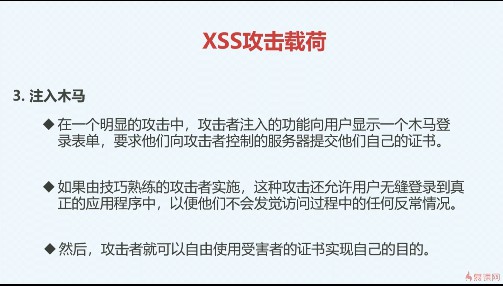 XSS攻击载荷
3. 注入木马
◆在一个明显的攻击中，攻击者注入的功能向用户显示一个木马登
录表单，要求他们向攻击者控制的服务器提交他们自己的证书。
◆如果由技巧熟练的攻击者实施，这种攻击还允许用户无缝登录到真
正的应用程序中，以便他们不会发觉访问过程中的任何反常情况。
◆然后，攻击者就可以自由使用受害者的证书实现自己的目的。